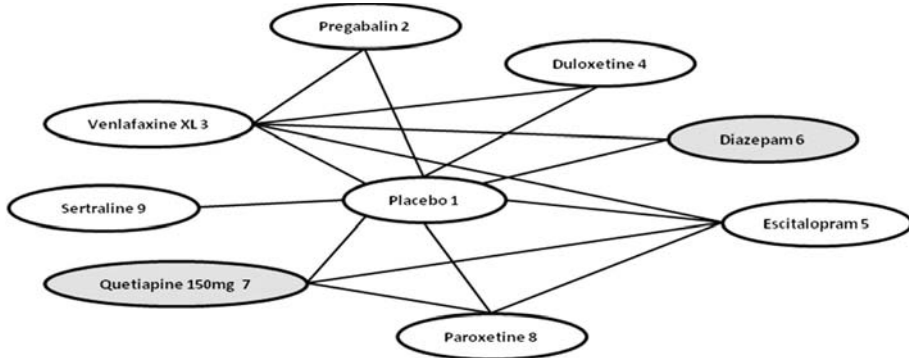 Pregabalin 2
Duloxetine 4
Venlafaxine XL 3
Diazepam 6
Placebo 1
Sertraline 9
Escitalopram 5
Quetiapine 150mg 7
Paroxetine 8